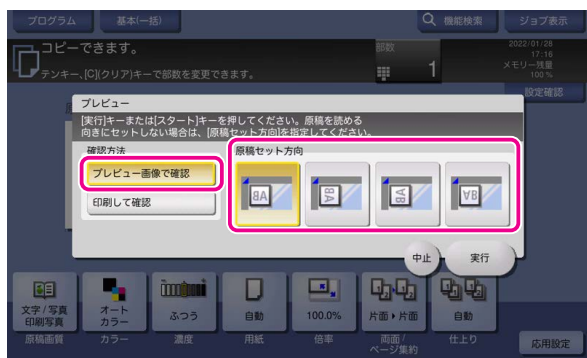 プログラム
基本(一括)
機能検索
ジョブ表示
コピーできます。
テンキー、[C](クリア)キーで部数を変更できます。
部数
1
2022/01/28
17:16
メモリー残量
100 %
設定確認
プレビュー
[実行]キーまたは[スタート]キーを押してください。原稿を読める
向きにセットしない場合は、[原稿セット方向]を指定してください。
確認方法
プレビュー画像で確認
印刷して確認
原稿セット方向
中止
実行
文字/写真
印刷写真
オート
カラー
ふつう
自動
100.0%
片面▶片面
自動
原稿画質
カラー
濃度
用紙
倍率
両面/
ページ集約
仕上り
応用設定